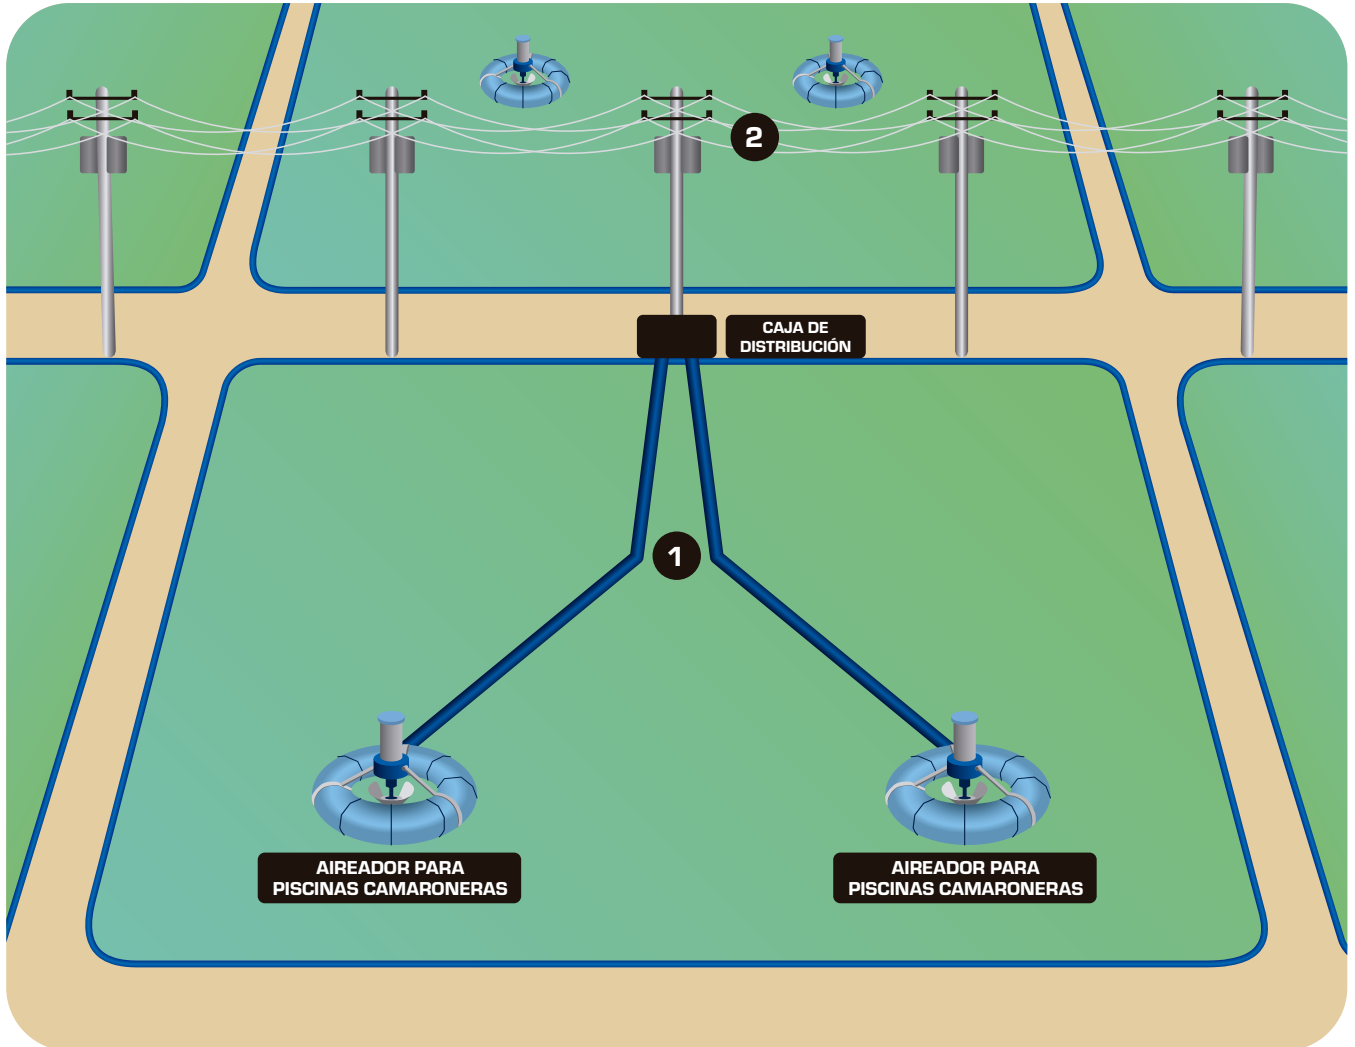 2
CAJA DE
DISTRIBUCIÓN
1
AIREADOR PARA
PISCINAS CAMARONERAS
AIREADOR PARA
PISCINAS CAMARONERAS